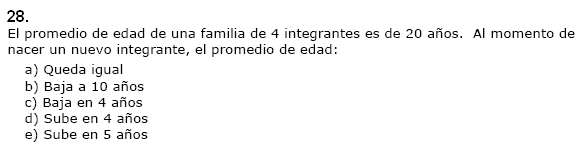 28.
El promedio de edad de una familia de 4 integrantes es de 20 años. Al momento de
nacer un nuevo integrante, el promedio de edad:
a) Queda igual
b) Baja a 10 años
c) Baja en 4 años
d) Sube en 4 años
e) Sube en 5 años